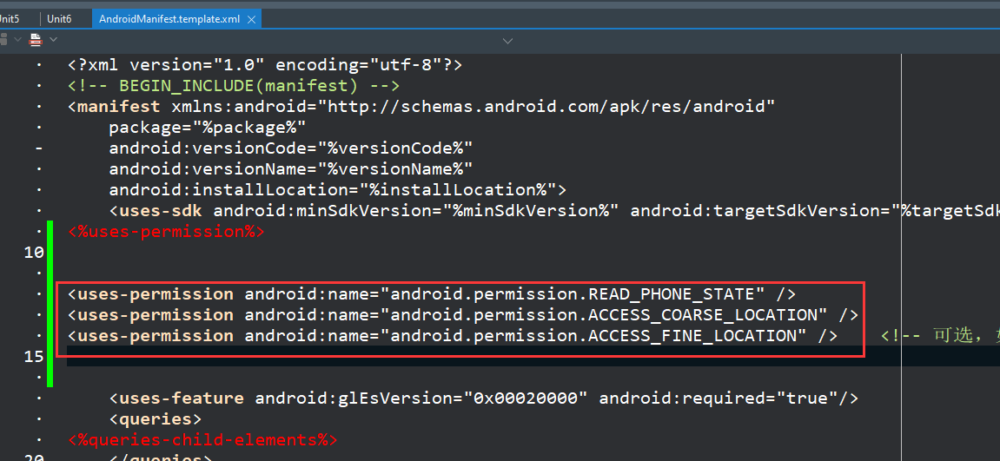 nit5 Unit6 AndroidManifest.template.xml
<?xml version="1.0" encoding="utf-8"?>
<!-- BEGIN_INCLUDE(manifest) -->
<manifest xmlns:android="http://schemas.android.com/apk/res/android"
package="%package%"
android:versionCode="%versionCode%"
android:versionName="%versionName%"
android:installLocation="%installLocation%">
<uses-sdk android:minSdkVersion="%minSdkVersion%" android:targetSdkVersion="%targetSdk
<%uses-permission%>
10
<uses-permission android:name="android.permission.READ_PHONE_STATE" />
<uses-permission android:name="android.permission.ACCESS_COARSE_LOCATION" />
<uses-permission android:name="android.permission.ACCESS_FINE_LOCATION" /> <!-- 可选，
15
<uses-feature android:glEsVersion="0x00020000" android:required="true"/>
<queries>
<%queries-child-elements%>
20 </queries>